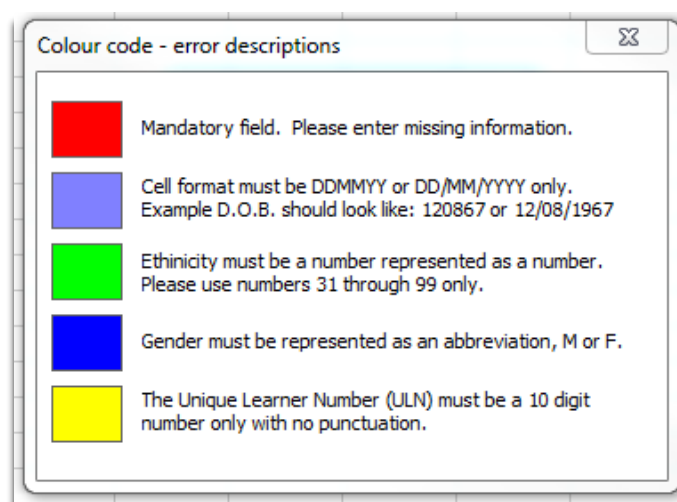 Colour code - error descriptions
Mandatory field. Please enter missing information.
Cell format must be DDMMYY or DD/MM/YYYY only.
Example D.O.B. should look like: 120867 or 12/08/1967
Ethinicity must be a number represented as a number.
Please use numbers 31 through 99 only.
Gender must be represented as an abbreviation, M or F.
The Unique Learner Number (ULN) must be a 10 digit
number only with no punctuation.